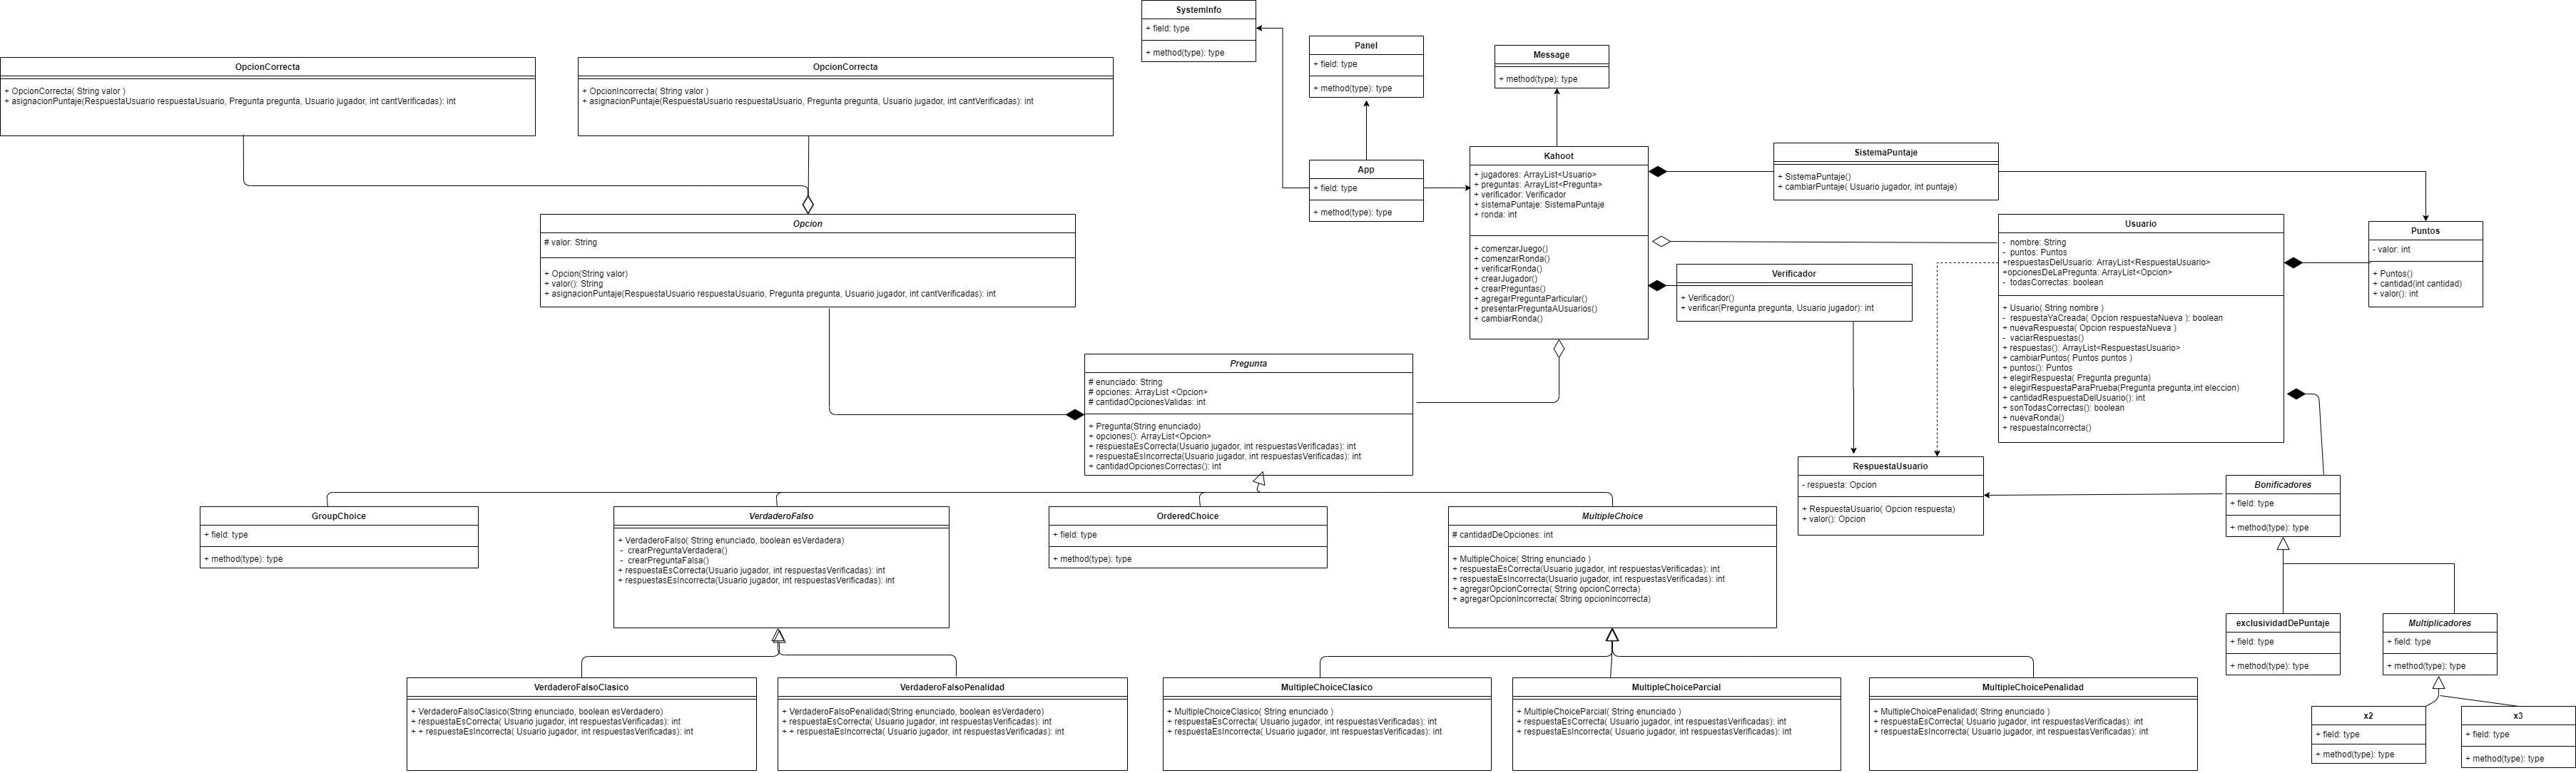 SystemInfo
+ field: type
+ method(type): type
Panel
+ field: type
+ method(type): type
Message
+ method(type): type
OpcionCorrecta
+ OpcionCorrecta( String valor )
+ asignacionPuntaje(RespuestaUsuario respuestaUsuario, Pregunta pregunta, Usuario jugador, int cantVerificadas): int
OpcionCorrecta
+ OpcionIncorrecta( String valor )
+ asignacionPuntaje(RespuestaUsuario respuestaUsuario, Pregunta pregunta, Usuario jugador, int cantVerificadas): int
App
+ field: type
+ method(type): type
Kahoot
+ jugadores: ArrayList<Usuario>
+ preguntas: ArrayList<Pregunta>
+ verificador: Verificador
+ sistemaPuntaje: SistemaPuntaje
+ ronda: int
+ comenzarJuego()
+ comenzarRonda()
+ verificarRonda()
+ crearJugador()
+ crearPreguntas()
+ agregarPreguntaParticular()
+ presentarPreguntaAUsuarios()
+ cambiarRonda()
SistemaPuntaje
+ SistemaPuntaje()
+ cambiarPuntaje( Usuario jugador, int puntaje)
Opcion
# valor: String
+ Opcion(String valor)
+ valor(): String
+ asignacionPuntaje(RespuestaUsuario respuestaUsuario, Pregunta pregunta, Usuario jugador, int cantVerificadas): int
Usuario
- nombre: String
- puntos: Puntos
+respuestasDelUsuario: ArrayList<RespuestaUsuario>
+opcionesDeLaPregunta: ArrayList<Opcion>
- todasCorrectas: boolean
+ Usuario( String nombre )
- respuestaYaCreada( Opcion respuestaNueva ): boolean
+ nuevaRespuesta( Opcion respuestaNueva )
- vaciarRespuestas()
+ respuestas(): ArrayList<RespuestasUsuario>
+ cambiarPuntos( Puntos puntos )
+ puntos(): Puntos
+ elegirRespuesta( Pregunta pregunta)
+ elegirRespuestaParaPrueba(Pregunta pregunta,int eleccion)
+ cantidadRespuestaDelUsuario(): int
+ sonTodasCorrectas(): boolean
+ nuevaRonda()
+ respuestaIncorrecta()
Puntos
- valor: int
+ Puntos()
+ cantidad(int cantidad)
+ valor(): int
Verificador
+ Verificador()
+ verificar(Pregunta pregunta, Usuario jugador): int
Pregunta
# enunciado: String
# opciones: ArrayList <Opcion>
# cantidadOpcionesValidas: int
+ Pregunta(String enunciado)
+ opciones(): ArrayList<Opcion>
+ respuestaEsCorrecta(Usuario jugador, int respuestasVerificadas): int
+ respuestaEsIncorrecta(Usuario jugador, int respuestasVerificadas): int
+ cantidadOpcionesCorrectas(): int
RespuestaUsuario
- respuesta: Opcion
+ RespuestaUsuario( Opcion respuesta)
+ valor(): Opcion
Bonificadores
+ field: type
+ method(type): type
GroupChoice
+ field: type
+ method(type): type
VerdaderoFalso
+ VerdaderoFalso( String enunciado, boolean esVerdadera)
- crearPreguntaVerdadera()
- crearPreguntaFalsa()
+ respuestaEsCorrecta(Usuario jugador, int respuestasVerificadas): int
+ respuestasEsIncorrecta(Usuario jugador, int respuestasVerificadas): int
OrderedChoice
+ field: type
+ method(type): type
MultipleChoice
# cantidadDeOpciones: int
+ MultipleChoice( String enunciado )
+ respuestaEsCorrecta(Usuario jugador, int respuestasVerificadas): int
+ respuestaEsIncorrecta(Usuario jugador, int respuestasVerificadas): int
+ agregarOpcionCorrecta( String opcionCorrecta)
+ agregarOpcionIncorrecta( String opcionIncorrecta)
exclusividadDePuntaje
+ field: type
+ method(type): type
Multiplicadores
+ field: type
+ method(type): type
VerdaderoFalsoClasico
+ VerdaderoFalsoClasico(String enunciado, boolean esVerdadero)
+ respuestaEsCorrecta( Usuario jugador, int respuestasVerificadas): int
+ + respuestaEsIncorrecta( Usuario jugador, int respuestasVerificadas): int
VerdaderoFalsoPenalidad
+ VerdaderoFalsoPenalidad(String enunciado, boolean esVerdadero)
+ respuestaEsCorrecta( Usuario jugador, int respuestasVerificadas): int
+ + respuestaEsIncorrecta( Usuario jugador, int respuestasVerificadas): int
MultipleChoiceClasico
+ MultipleChoiceClasico( String enunciado )
+ respuestaEsCorrecta( Usuario jugador, int respuestasVerificadas): int
+ respuestaEsIncorrecta( Usuario jugador, int respuestasVerificadas): int
MultipleChoiceParcial
+ MultipleChoiceParcial( String enunciado )
+ respuestaEsCorrecta( Usuario jugador, int respuestasVerificadas): int
+ respuestaEsIncorrecta( Usuario jugador, int respuestasVerificadas): int
MultipleChoicePenalidad
+ MultipleChoicePenalidad( String enunciado )
+ respuestaEsCorrecta( Usuario jugador, int respuestasVerificadas): int
+ respuestaEsIncorrecta( Usuario jugador, int respuestasVerificadas): int
x2
+ field: type
+ method(type): type
x3
+ field: type
+ method(type): type